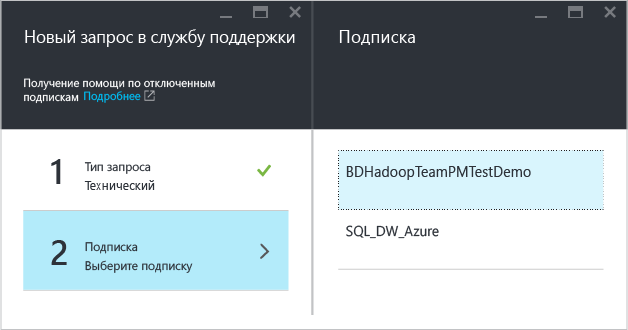 Новый запрос в службу поддержки
Получение помощи по отключенным
подпискам Подробнее
1
Тип запроса
Технический
2
Подписка
Выберите подписку
Подписка
BDHadoopTeamPMTestDemo
SQL_DW_Azure